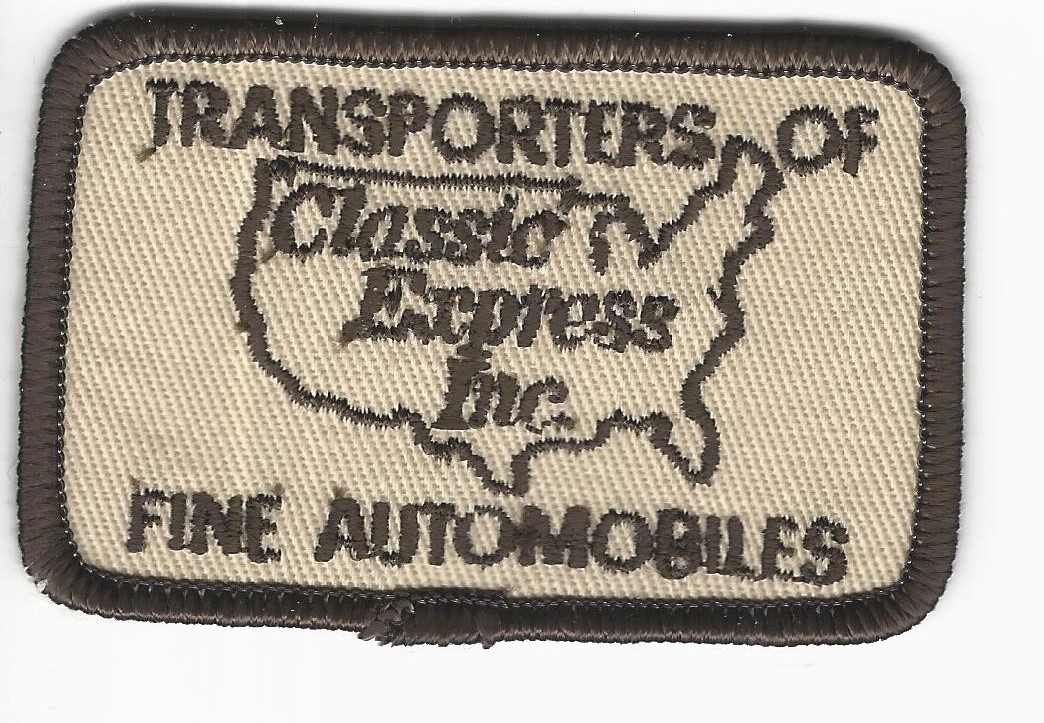 TRANSPORTERS OF
Classic
Express
Inc.
FINE AUTOMOBILES